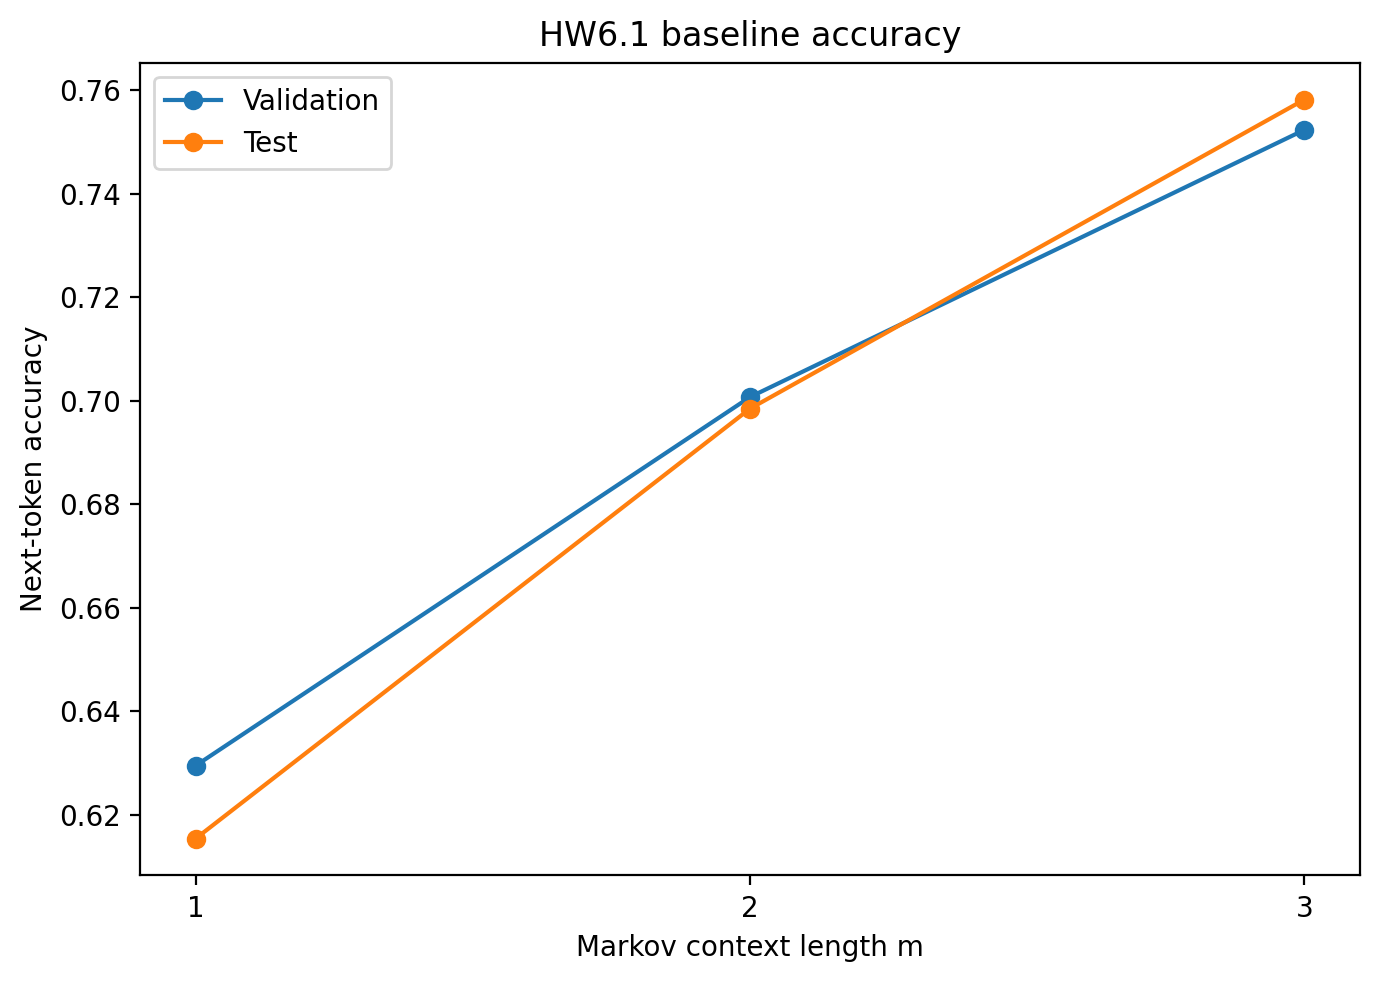 HW6.1 baseline accuracy
Validation
Test
0.76
0.74
0.72
0.70
0.68
0.66
0.64
0.62
Next-token accuracy
1
2
3
Markov context length m